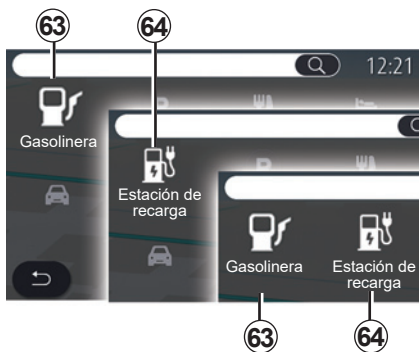 63
64
12:21
Gasolinera
Estación de
recarga
Gasolinera
Estación de
recarga
63
64